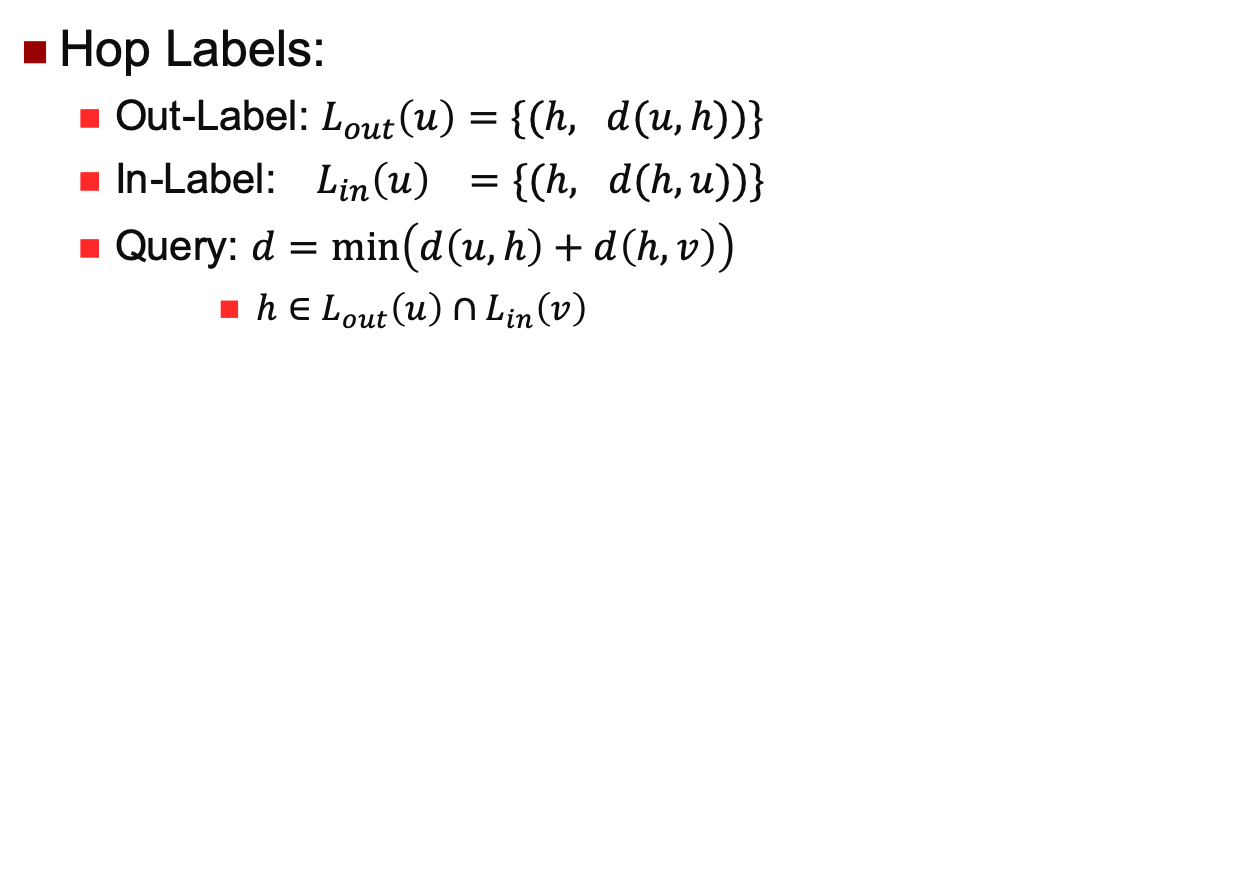 Hop Labels:
Out-Label: L_out(u) = {(h, d(u, h))}
In-Label: L_in(u) = {(h, d(h, u))}
Query: d = min(d(u, h) + d(h, v))
h ∈ L_out(u) ∩ L_in(v)